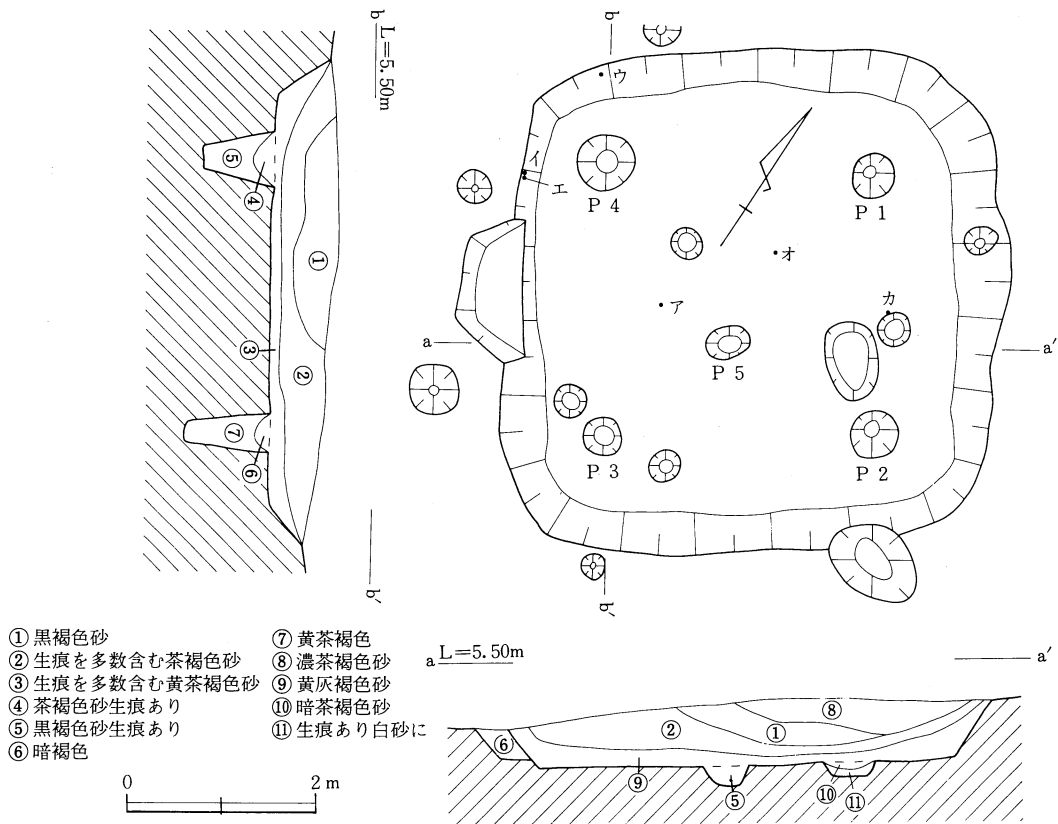 b L=5.50m
b′
⑤
④
①
③
②
⑦
⑥
b
ウ
イ
エ
P 4
P 1
オ
ア
カ
a
a′
P 5
P 3
P 2
b′
①黒褐色砂
②生痕を多数含む茶褐色砂
③生痕を多数含む黄茶褐色砂
④茶褐色砂生痕あり
⑤黒褐色砂生痕あり
⑥暗褐色
⑦黄茶褐色
⑧濃茶褐色砂
⑨黄灰褐色砂
⑩暗茶褐色砂
⑪生痕あり白砂に
0 2 m
a L=5.50m a′
⑧
②
①
⑥
⑨
⑤
⑩
⑪